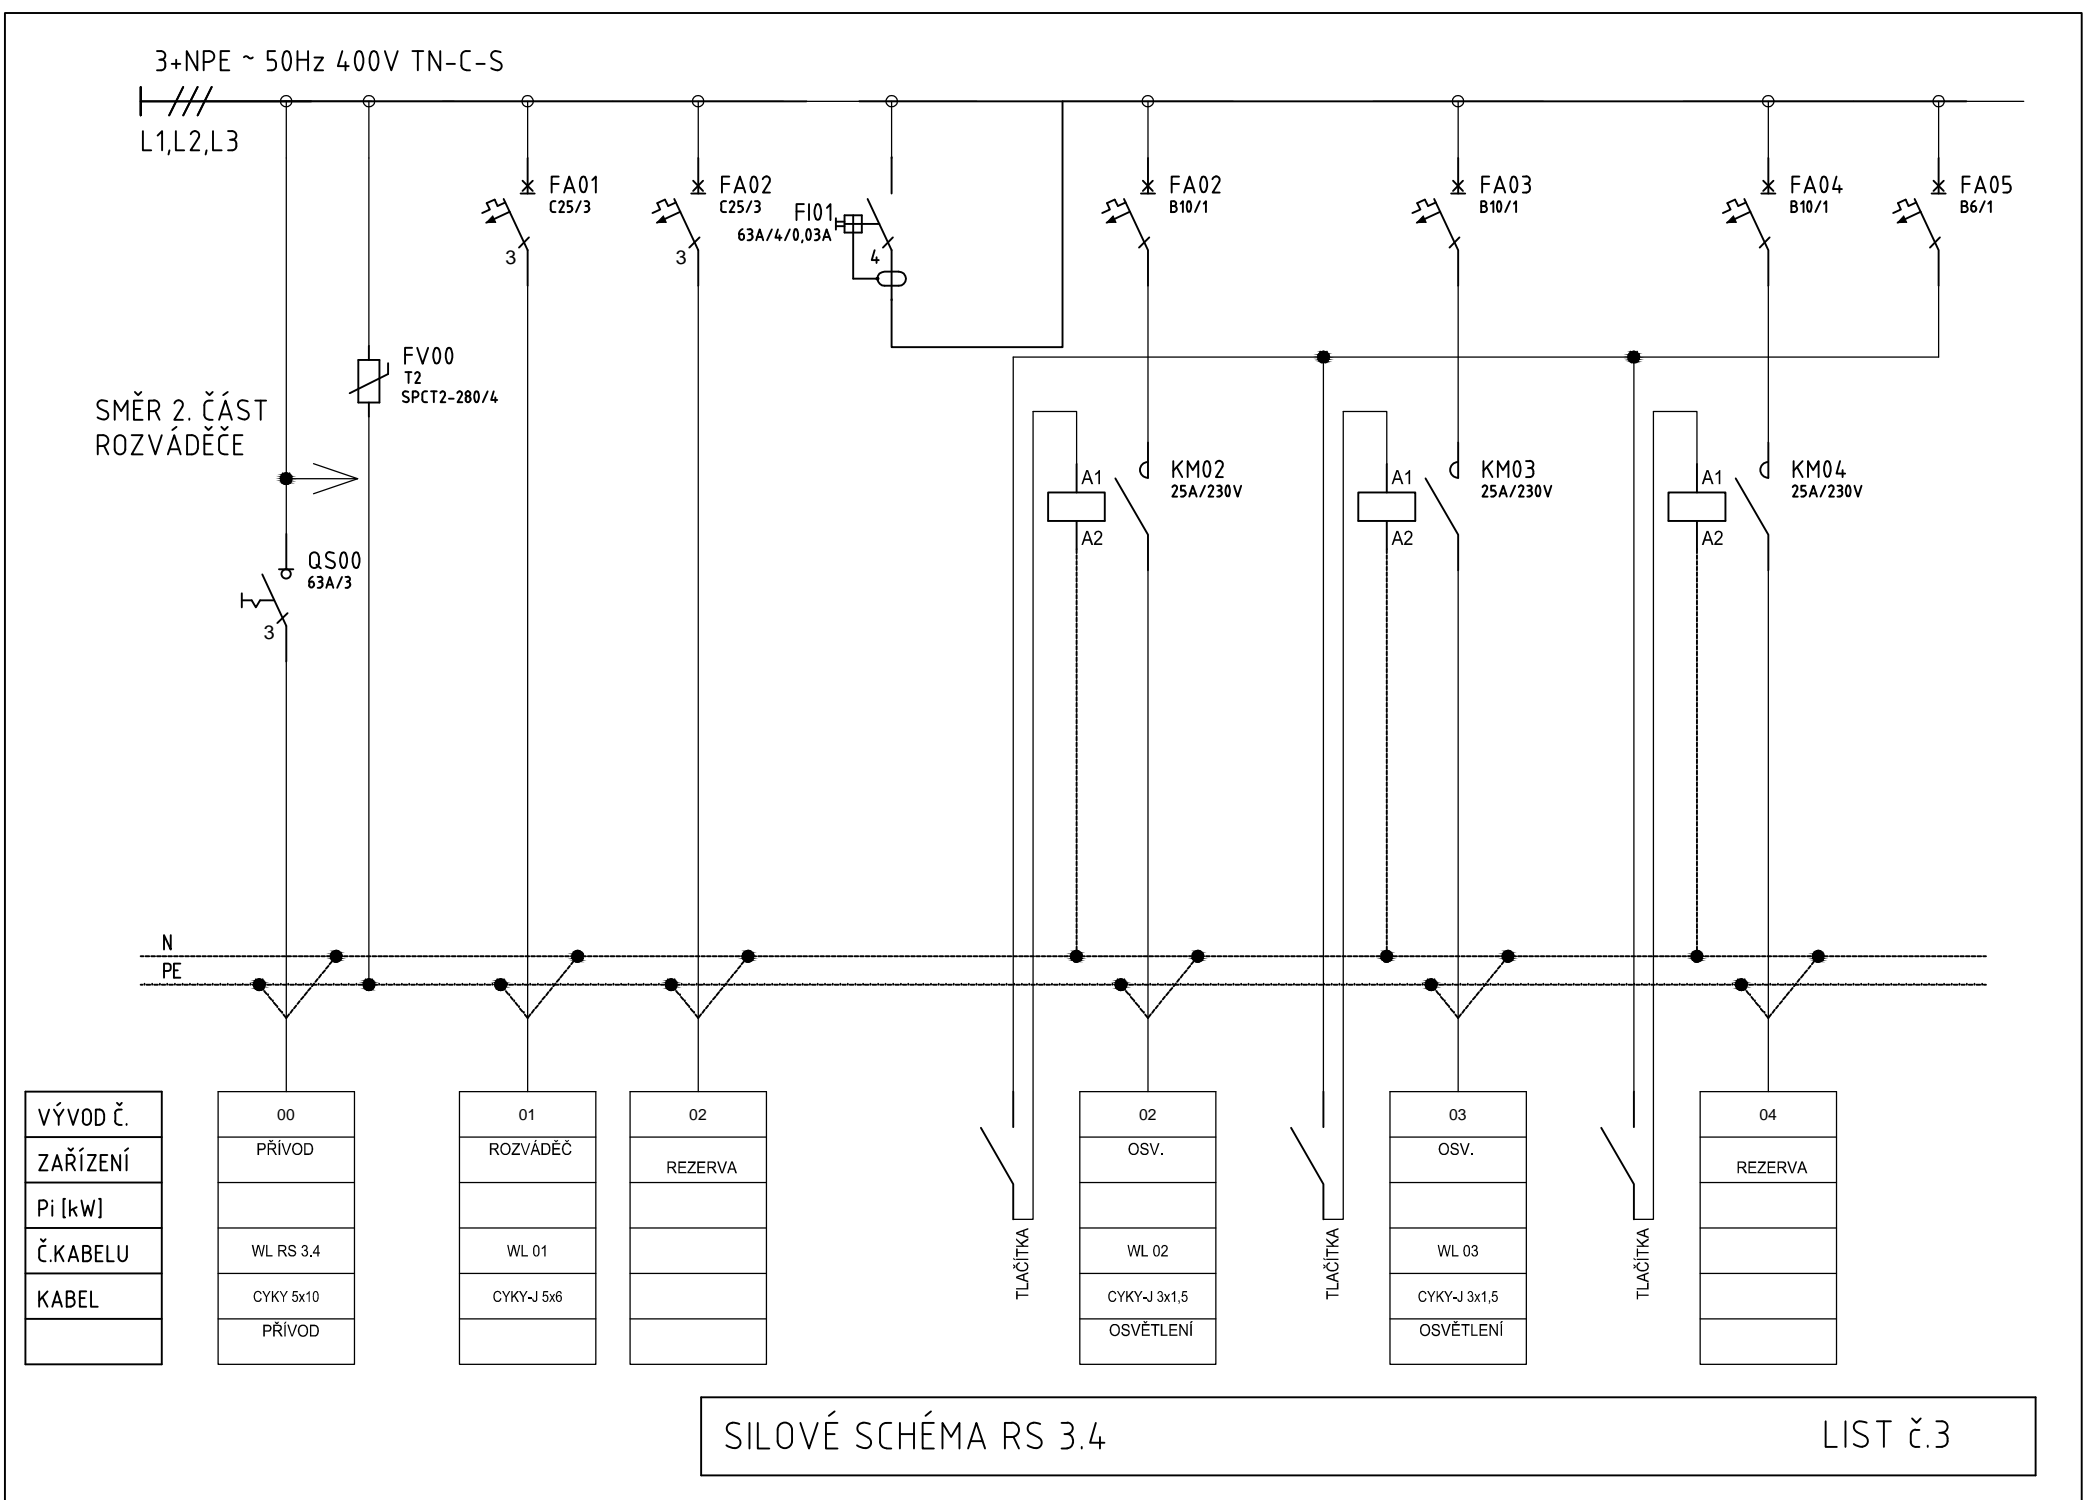 3+NPE ~ 50Hz 400V TN-C-S
L1,L2,L3
FA01
C25/3
3
FA02
C25/3
3
FI01
63A/4/0,03A
4
FA02
B10/1
FA03
B10/1
FA04
B10/1
FA05
B6/1
FV00
T2
SPCT2-280/4
SMĚR 2. ČÁST
ROZVÁDĚČE
QS00
63A/3
3
A1
A2
KM02
25A/230V
A1
A2
KM03
25A/230V
A1
A2
KM04
25A/230V
N
PE
VÝVOD Č.
ZAŘÍZENÍ
Pi [kW]
Č.KABELU
KABEL
00
PŘÍVOD
WL RS 3.4
CYKY 5x10
PŘÍVOD
01
ROZVÁDĚČ
WL 01
CYKY-J 5x6
02
REZERVA
TLAČÍTKA
02
OSV.
WL 02
CYKY-J 3x1,5
OSVĚTLENÍ
TLAČÍTKA
03
OSV.
WL 03
CYKY-J 3x1,5
OSVĚTLENÍ
TLAČÍTKA
04
REZERVA
SILOVÉ SCHÉMA RS 3.4
LIST č.3